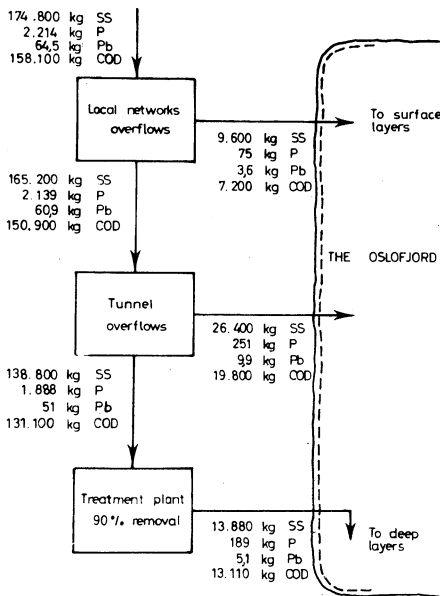 174.800 kg SS
2.214 kg P
64,5 kg Pb
158.100 kg COD
Local networks
overflows
9.600 kg SS
75 kg P
3,6 kg Pb
7.200 kg COD
To surface
layers
165.200 kg SS
2.139 kg P
60,9 kg Pb
150.900 kg COD
THE OSLOFJORD
Tunnel
overflows
26.400 kg SS
251 kg P
9,9 kg Pb
19.800 kg COD
138.800 kg SS
1.888 kg P
51 kg Pb
131.100 kg COD
Treatment plant
90 % removal
13.880 kg SS
189 kg P
5,1 kg Pb
13.110 kg COD
To deep
layers